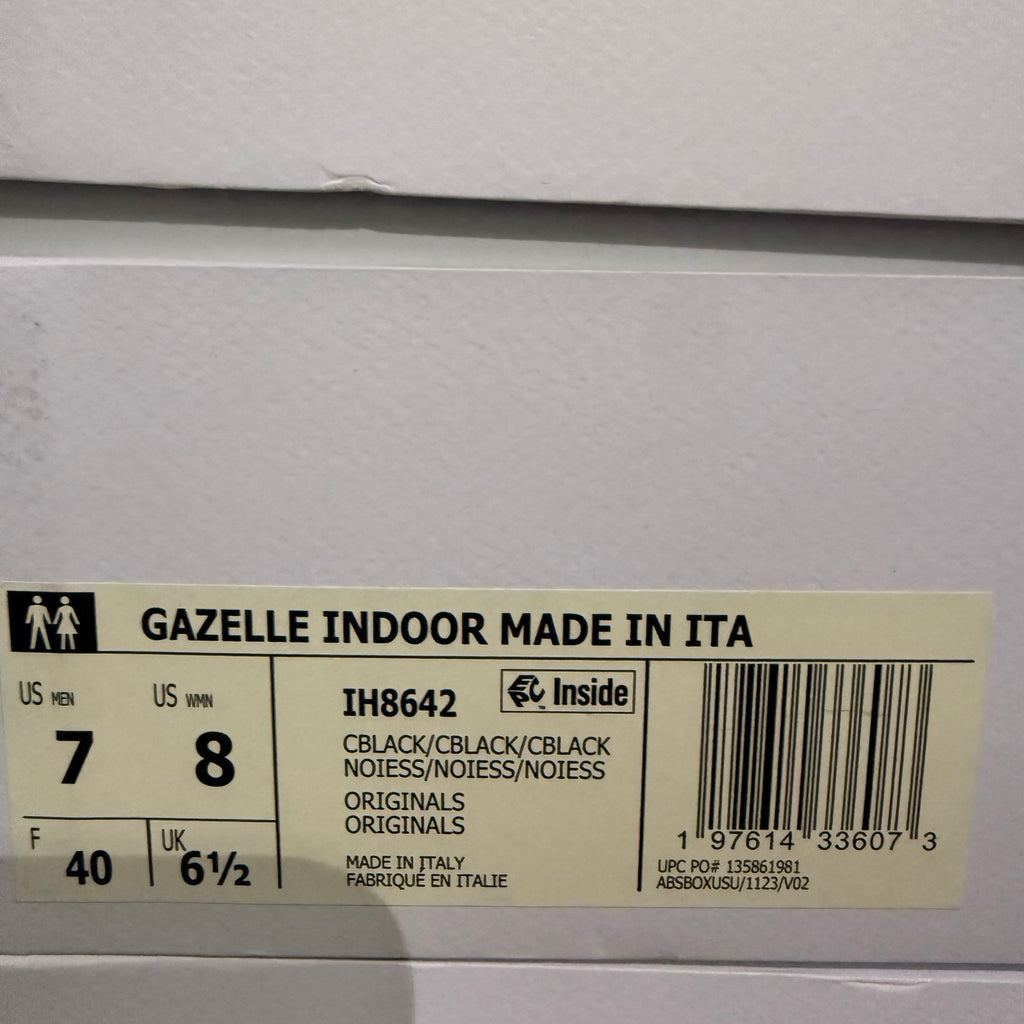 GAZELLE INDOOR MADE IN ITA
US MEN US WMN
7 8
F 40 UK 6½
IH8642
EPC™ Inside
CBLACK/CBLACK/CBLACK
NOIESS/NOIESS/NOIESS
ORIGINALS
ORIGINALS
MADE IN ITALY
FABRIQUÉ EN ITALIE
1 97614 33607 3
UPC PO# 135861981
ABSBOXUSU/1123/V02